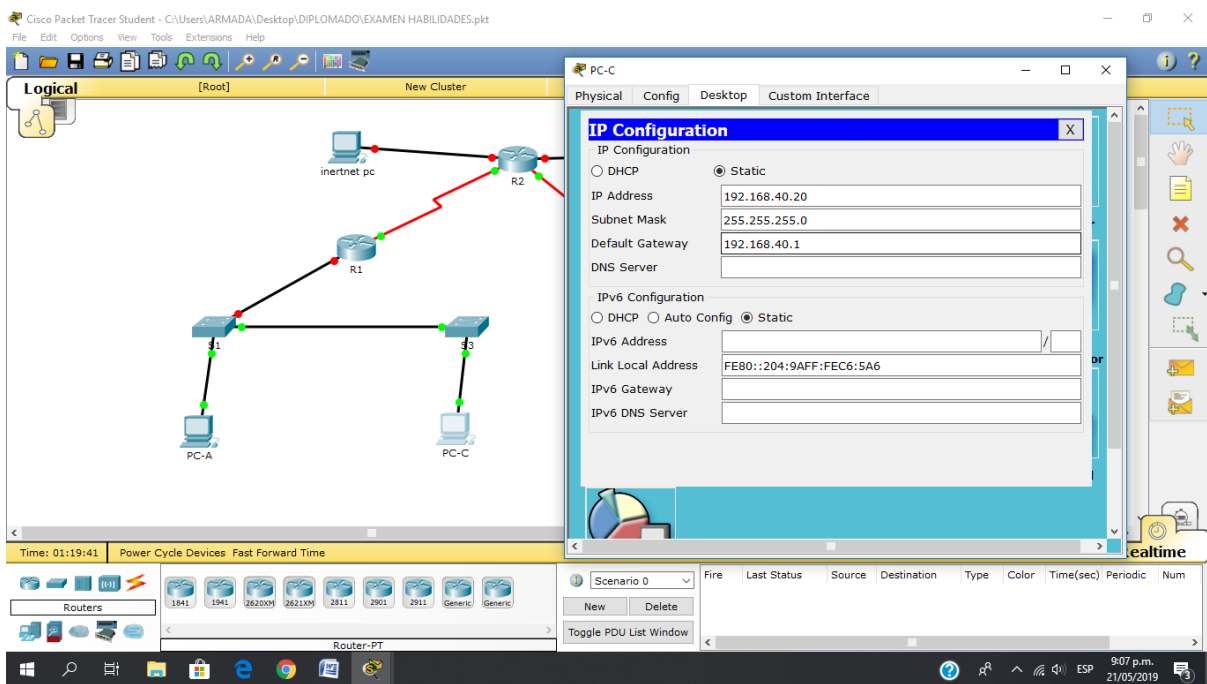 Cisco Packet Tracer Student - C:\Users\ARMADA\Desktop\DIPLOMADO\EXAMEN HABILIDADES.pkt
File Edit Options View Tools Extensions Help
Logical [Root] New Cluster
inertnet pc
R2
R1
S1
S3
PC-A
PC-C
PC-C
Physical Config Desktop Custom Interface
IP Configuration X
IP Configuration
DHCP Static
IP Address 192.168.40.20
Subnet Mask 255.255.255.0
Default Gateway 192.168.40.1
DNS Server
IPv6 Configuration
DHCP Auto Config Static
IPv6 Address /
Link Local Address FE80::204:9AFF:FEC6:5A6
IPv6 Gateway
IPv6 DNS Server
Time: 01:19:41 Power Cycle Devices Fast Forward Time
ealtime
Routers
1841 1941 2620XM 2621XM 2811 2901 2911 Generic Generic
Router-PT
Scenario 0
New Delete
Toggle PDU List Window
Fire Last Status Source Destination Type Color Time(sec) Periodic Num
ESP
9:07 p.m.
21/05/2019